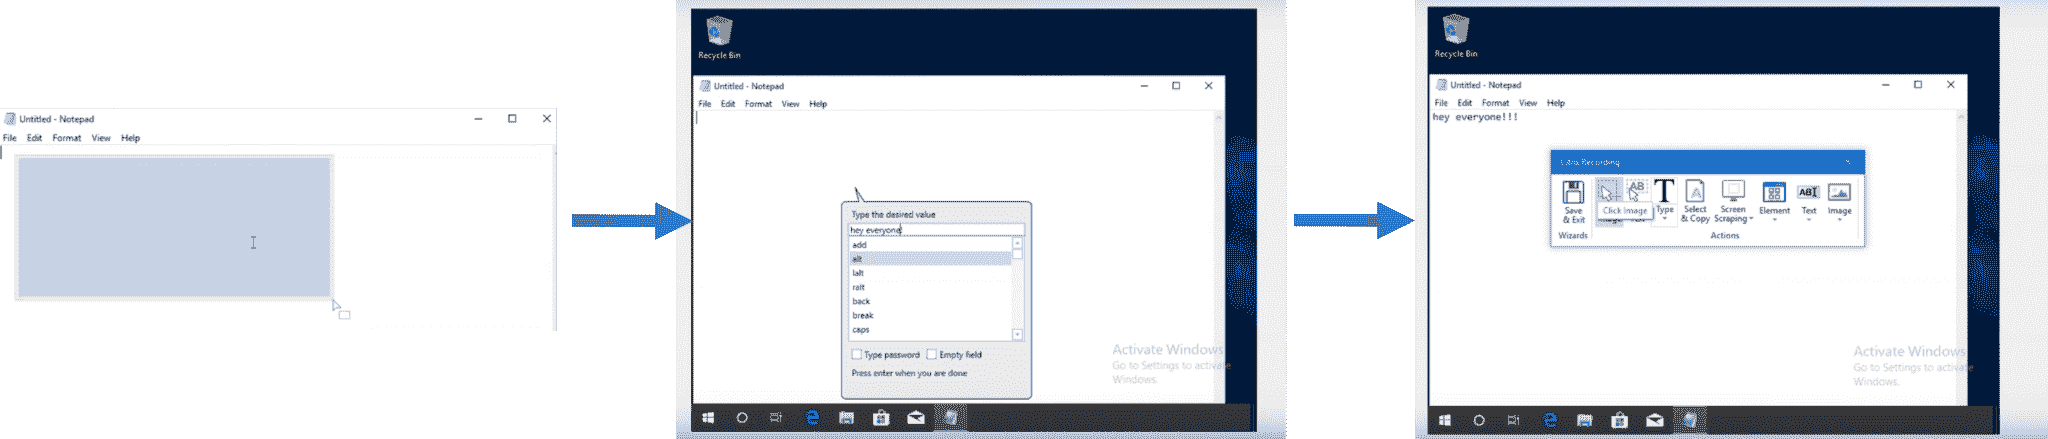 Untitled - Notepad
File Edit Format View Help
Recycle Bin
Untitled - Notepad
File Edit Format View Help
Type the desired value
hey everyone!
add
alt
lalt
ralt
back
break
caps
Type password Empty field
Press enter when you are done
Activate Windows
Go to Settings to activate
Windows.
Recycle Bin
Untitled - Notepad
File Edit Format View Help
hey everyone!!!
Citrix Recording
Save & Exit
AB
Click Image
T
Type
A
Select & Copy
Screen Scraping
Element
ABI
Text
Image
Wizards
Actions
Activate Windows
Go to Settings to activate
Windows.